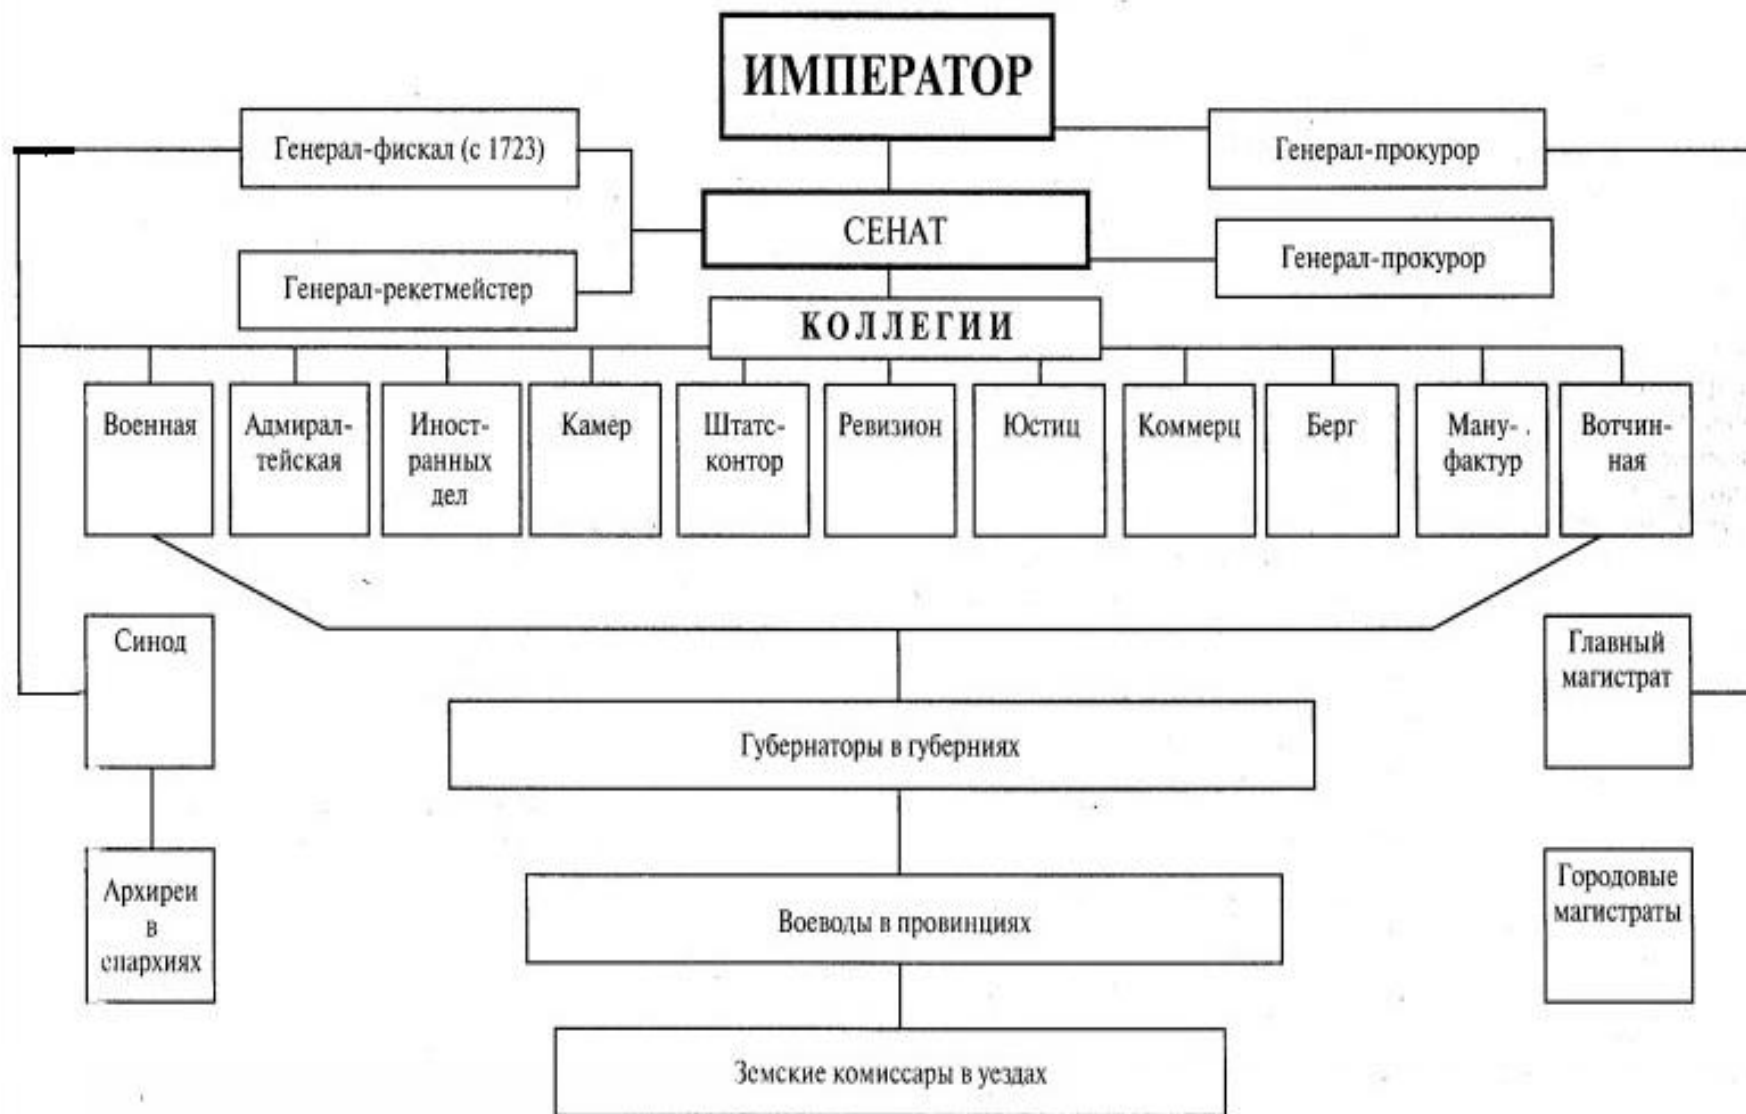 ИМПЕРАТОР
Генерал-фискал (с 1723)
Генерал-прокурор
СЕНАТ
Генерал-рекетмейстер
Генерал-прокурор
КОЛЛЕГИИ
Военная
Адмирал-
тейская
Иност-
ранных
дел
Камер
Штатс-
контор
Ревизион
Юстиц
Коммерц
Берг
Ману-
фактур
Вотчин-
ная
Синод
Главный
магистрат
Губернаторы в губерниях
Архиреи
в
епархиях
Воеводы в провинциях
Городовые
магистраты
Земские комиссары в уездах